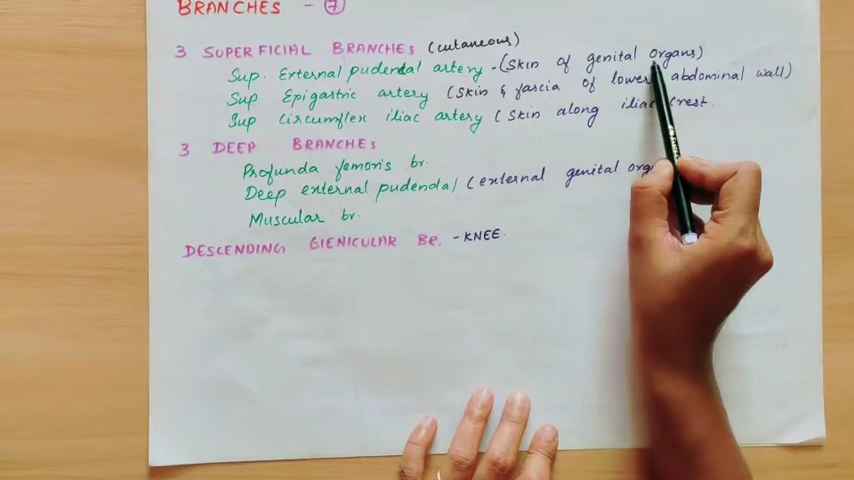 BRANCHES - 7
3 SUPERFICIAL BRANCHES (cutaneous)
Sup. External pudendal artery - (Skin of genital organs)
Sup Epigastric artery (Skin & fascia of lower abdominal wall)
Sup circumflex iliac artery (Skin along iliac crest.
3 DEEP BRANCHES
Profunda femoris br.
Deep external pudendal (external genital
Muscular br.
DESCENDING GENICULAR BR. - KNEE.